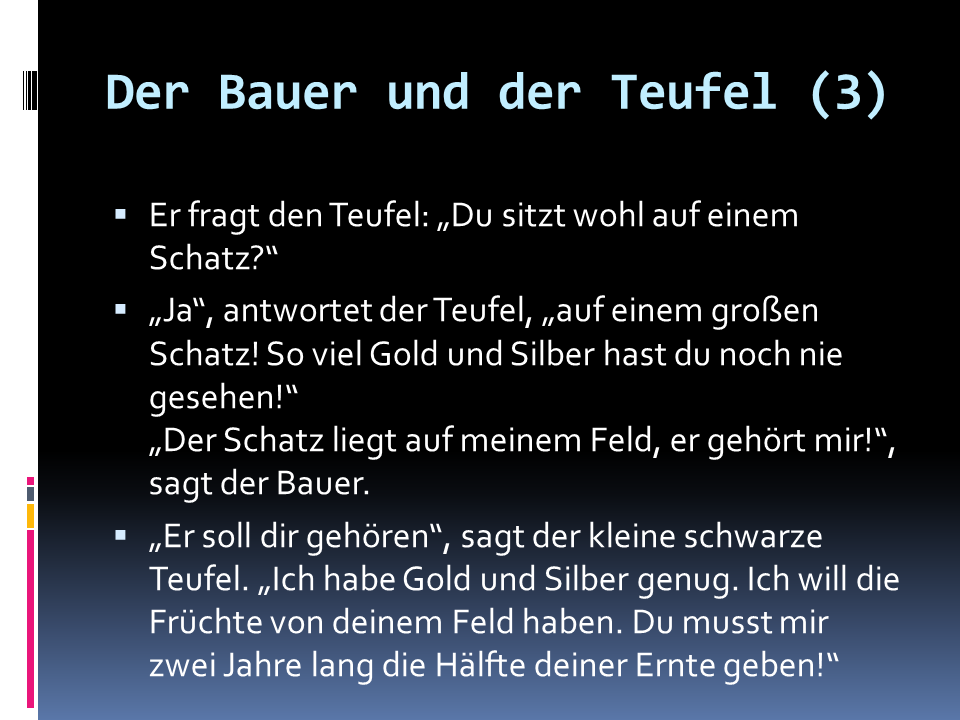 Der Bauer und der Teufel (3)
Er fragt den Teufel: „Du sitzt wohl auf einem
Schatz?“
„Ja“, antwortet der Teufel, „auf einem großen
Schatz! So viel Gold und Silber hast du noch nie
gesehen!“
„Der Schatz liegt auf meinem Feld, er gehört mir!“,
sagt der Bauer.
„Er soll dir gehören“, sagt der kleine schwarze
Teufel. „Ich habe Gold und Silber genug. Ich will die
Früchte von deinem Feld haben. Du musst mir
zwei Jahre lang die Hälfte deiner Ernte geben!“